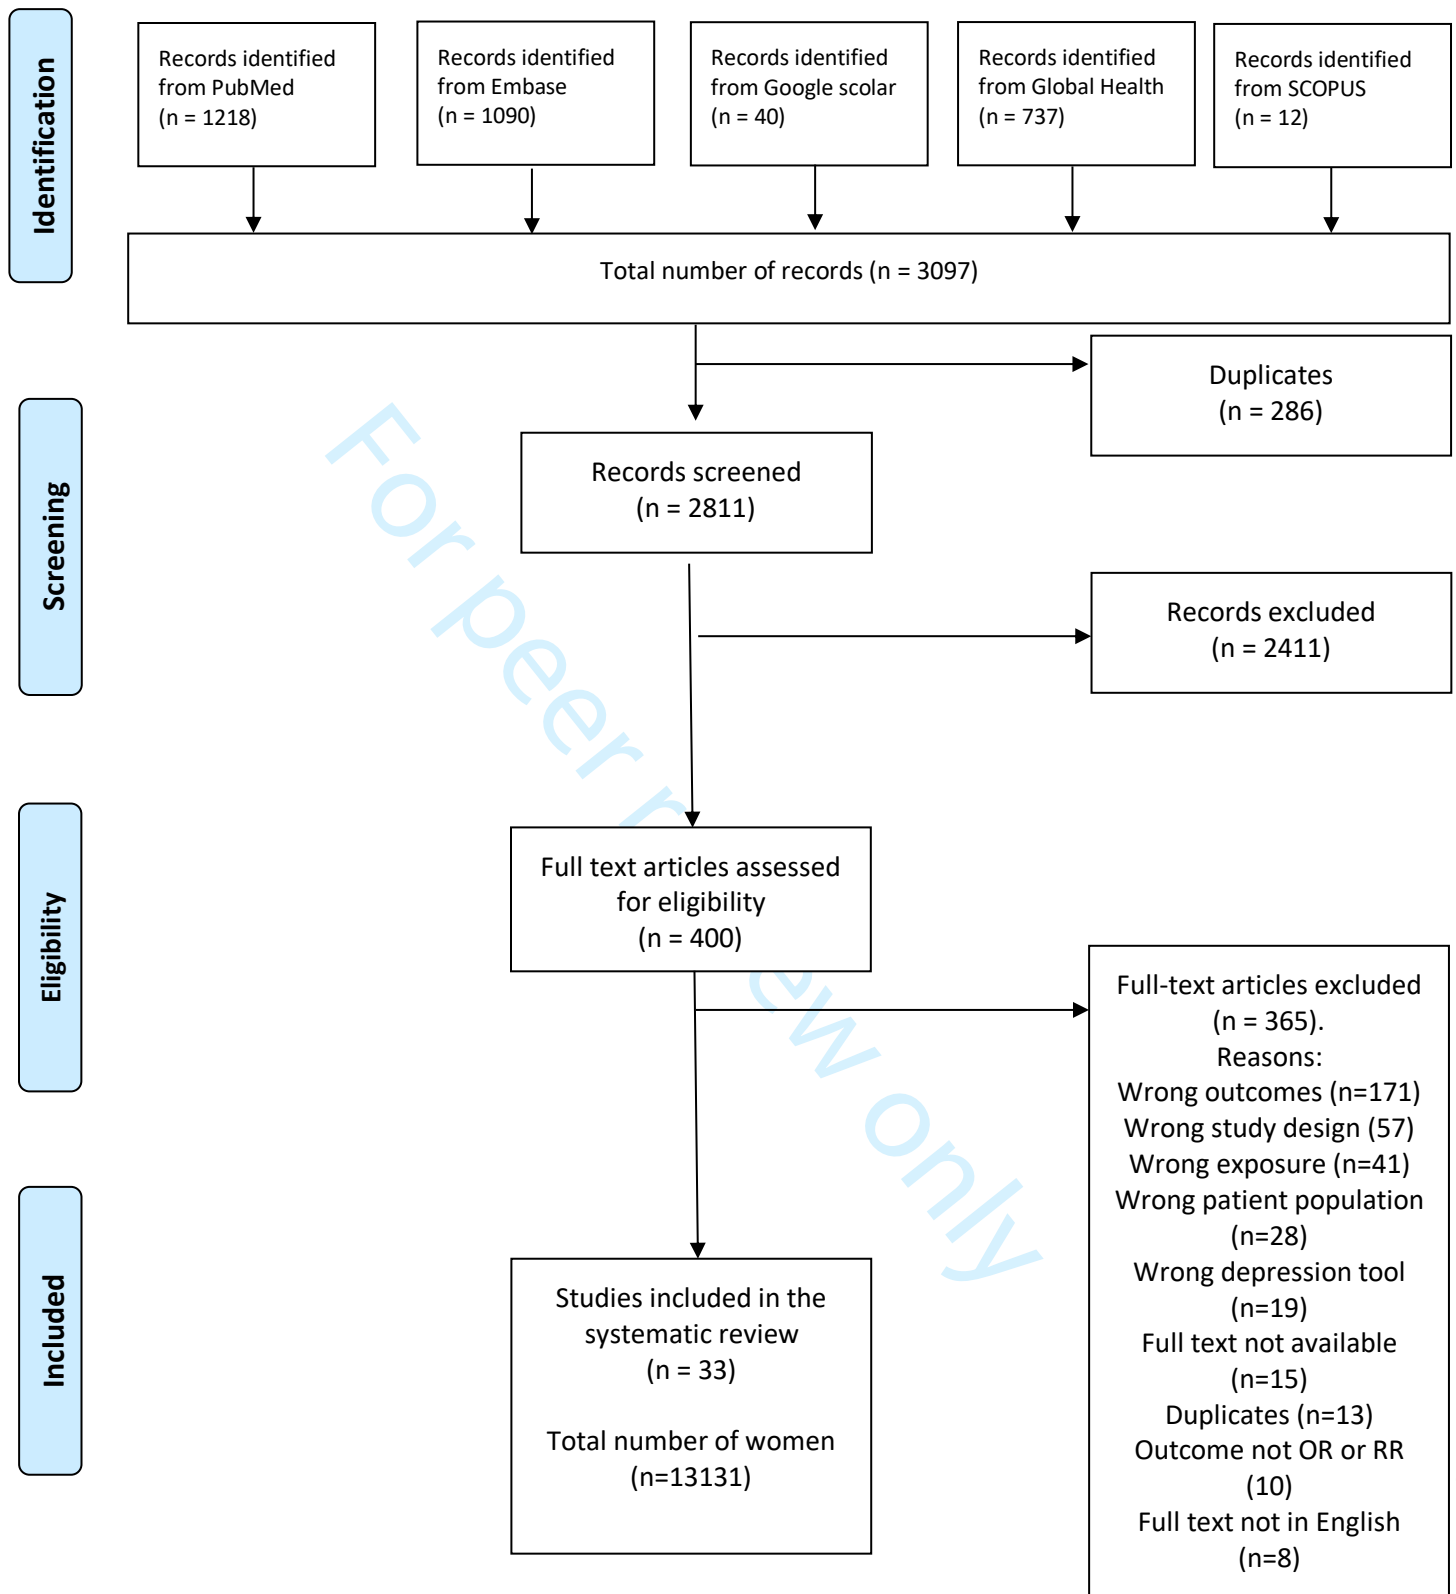 Identification
Records identified
from PubMed
(n = 1218)
Records identified
from Embase
(n = 1090)
Records identified
from Google scolar
(n = 40)
Records identified
from Global Health
(n = 737)
Records identified
from SCOPUS
(n = 12)
Total number of records (n = 3097)
Duplicates
(n = 286)
Screening
Records screened
(n = 2811)
Records excluded
(n = 2411)
Eligibility
Full text articles assessed
for eligibility
(n = 400)
Full-text articles excluded
(n = 365).
Reasons:
Wrong outcomes (n=171)
Wrong study design (57)
Wrong exposure (n=41)
Wrong patient population
(n=28)
Wrong depression tool
(n=19)
Full text not available
(n=15)
Duplicates (n=13)
Outcome not OR or RR
(10)
Full text not in English
(n=8)
Included
Studies included in the
systematic review
(n = 33)
Total number of women
(n=13131)
For peer review only